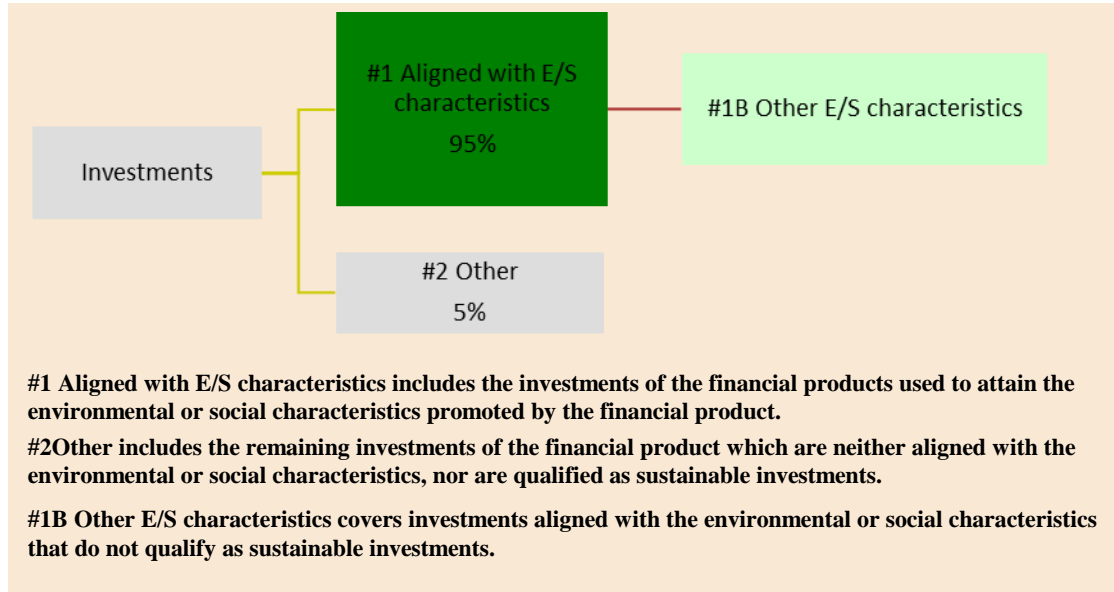 #1 Aligned with E/S
characteristics
95%
#1B Other E/S characteristics
Investments
#2 Other
5%
#1 Aligned with E/S characteristics includes the investments of the financial products used to attain the
environmental or social characteristics promoted by the financial product.
#2Other includes the remaining investments of the financial product which are neither aligned with the
environmental or social characteristics, nor are qualified as sustainable investments.
#1B Other E/S characteristics covers investments aligned with the environmental or social characteristics
that do not qualify as sustainable investments.